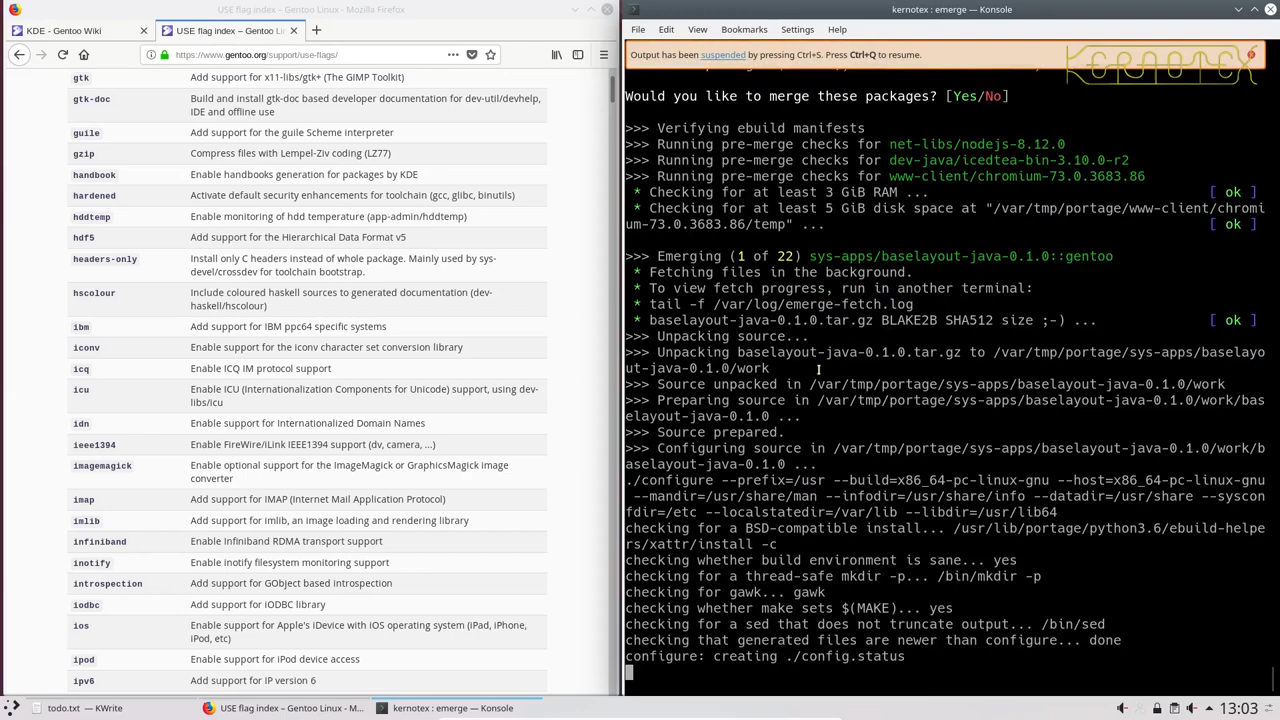 USE flag index – Gentoo Linux - Mozilla Firefox
KDE - Gentoo Wiki
USE flag index – Gentoo Li
https://www.gentoo.org/support/use-flags/
gtk Add support for x11-libs/gtk+ (The GIMP Toolkit)
gtk-doc Build and install gtk-doc based developer documentation for dev-util/devhelp,
IDE and offline use
guile Add support for the guile Scheme interpreter
gzip Compress files with Lempel-Ziv coding (LZ77)
handbook Enable handbooks generation for packages by KDE
hardened Activate default security enhancements for toolchain (gcc, glibc, binutils)
hddtemp Enable monitoring of hdd temperature (app-admin/hddtemp)
hdf5 Add support for the Hierarchical Data Format v5
headers-only Install only C headers instead of whole package. Mainly used by sys-
devel/crossdev for toolchain bootstrap.
hscolour Include coloured haskell sources to generated documentation (dev-
haskell/hscolour)
ibm Add support for IBM ppc64 specific systems
iconv Enable support for the iconv character set conversion library
icq Enable ICQ IM protocol support
icu Enable ICU (Internationalization Components for Unicode) support, using dev-
libs/icu
idn Enable support for Internationalized Domain Names
ieee1394 Enable FireWire/iLink IEEE1394 support (dv, camera, ...)
imagemagick Enable optional support for the ImageMagick or GraphicsMagick image
converter
imap Add support for IMAP (Internet Mail Application Protocol)
imlib Add support for imlib, an image loading and rendering library
infiniband Enable Infiniband RDMA transport support
inotify Enable inotify filesystem monitoring support
introspection Add support for GObject based introspection
iodbc Add support for iODBC library
ios Enable support for Apple's iDevice with iOS operating system (iPad, iPhone,
iPod, etc)
ipod Enable support for iPod device access
ipv6 Add support for IP version 6
kernotex : emerge — Konsole
File Edit View Bookmarks Settings Help
Output has been suspended by pressing Ctrl+S. Press Ctrl+Q to resume.
KERNOTEX
Would you like to merge these packages? [Yes/No]
>>> Verifying ebuild manifests
>>> Running pre-merge checks for net-libs/nodejs-8.12.0
>>> Running pre-merge checks for dev-java/icedtea-bin-3.10.0-r2
>>> Running pre-merge checks for www-client/chromium-73.0.3683.86
* Checking for at least 3 GiB RAM ... [ ok ]
* Checking for at least 5 GiB disk space at "/var/tmp/portage/www-client/chromi
um-73.0.3683.86/temp" ... [ ok ]
>>> Emerging (1 of 22) sys-apps/baselayout-java-0.1.0::gentoo
* Fetching files in the background.
* To view fetch progress, run in another terminal:
* tail -f /var/log/emerge-fetch.log
* baselayout-java-0.1.0.tar.gz BLAKE2B SHA512 size ;-) ... [ ok ]
>>> Unpacking source...
>>> Unpacking baselayout-java-0.1.0.tar.gz to /var/tmp/portage/sys-apps/baselayo
ut-java-0.1.0/work
>>> Source unpacked in /var/tmp/portage/sys-apps/baselayout-java-0.1.0/work
>>> Preparing source in /var/tmp/portage/sys-apps/baselayout-java-0.1.0/work/bas
elayout-java-0.1.0 ...
>>> Source prepared.
>>> Configuring source in /var/tmp/portage/sys-apps/baselayout-java-0.1.0/work/b
aselayout-java-0.1.0 ...
./configure --prefix=/usr --build=x86_64-pc-linux-gnu --host=x86_64-pc-linux-gnu
--mandir=/usr/share/man --infodir=/usr/share/info --datadir=/usr/share --syscon
fdir=/etc --localstatedir=/var/lib --libdir=/usr/lib64
checking for a BSD-compatible install... /usr/lib/portage/python3.6/ebuild-helpe
rs/xattr/install -c
checking whether build environment is sane... yes
checking for a thread-safe mkdir -p... /bin/mkdir -p
checking for gawk... gawk
checking whether make sets $(MAKE)... yes
checking for a sed that does not truncate output... /bin/sed
checking that generated files are newer than configure... done
configure: creating ./config.status
todo.txt — KWrite
USE flag index – Gentoo Linux - M...
kernotex : emerge — Konsole
13:03